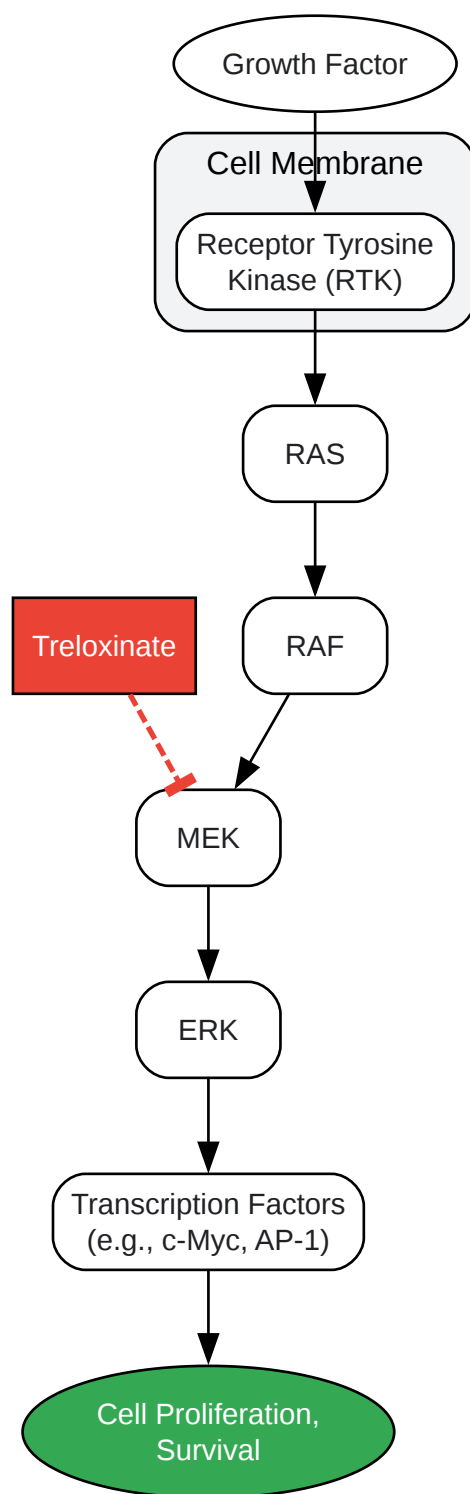 Growth Factor
Cell Membrane
Receptor Tyrosine
Kinase (RTK)
RAS
Treloxinate
RAF
MEK
ERK
Transcription Factors
(e.g., c-Myc, AP-1)
Cell Proliferation,
Survival